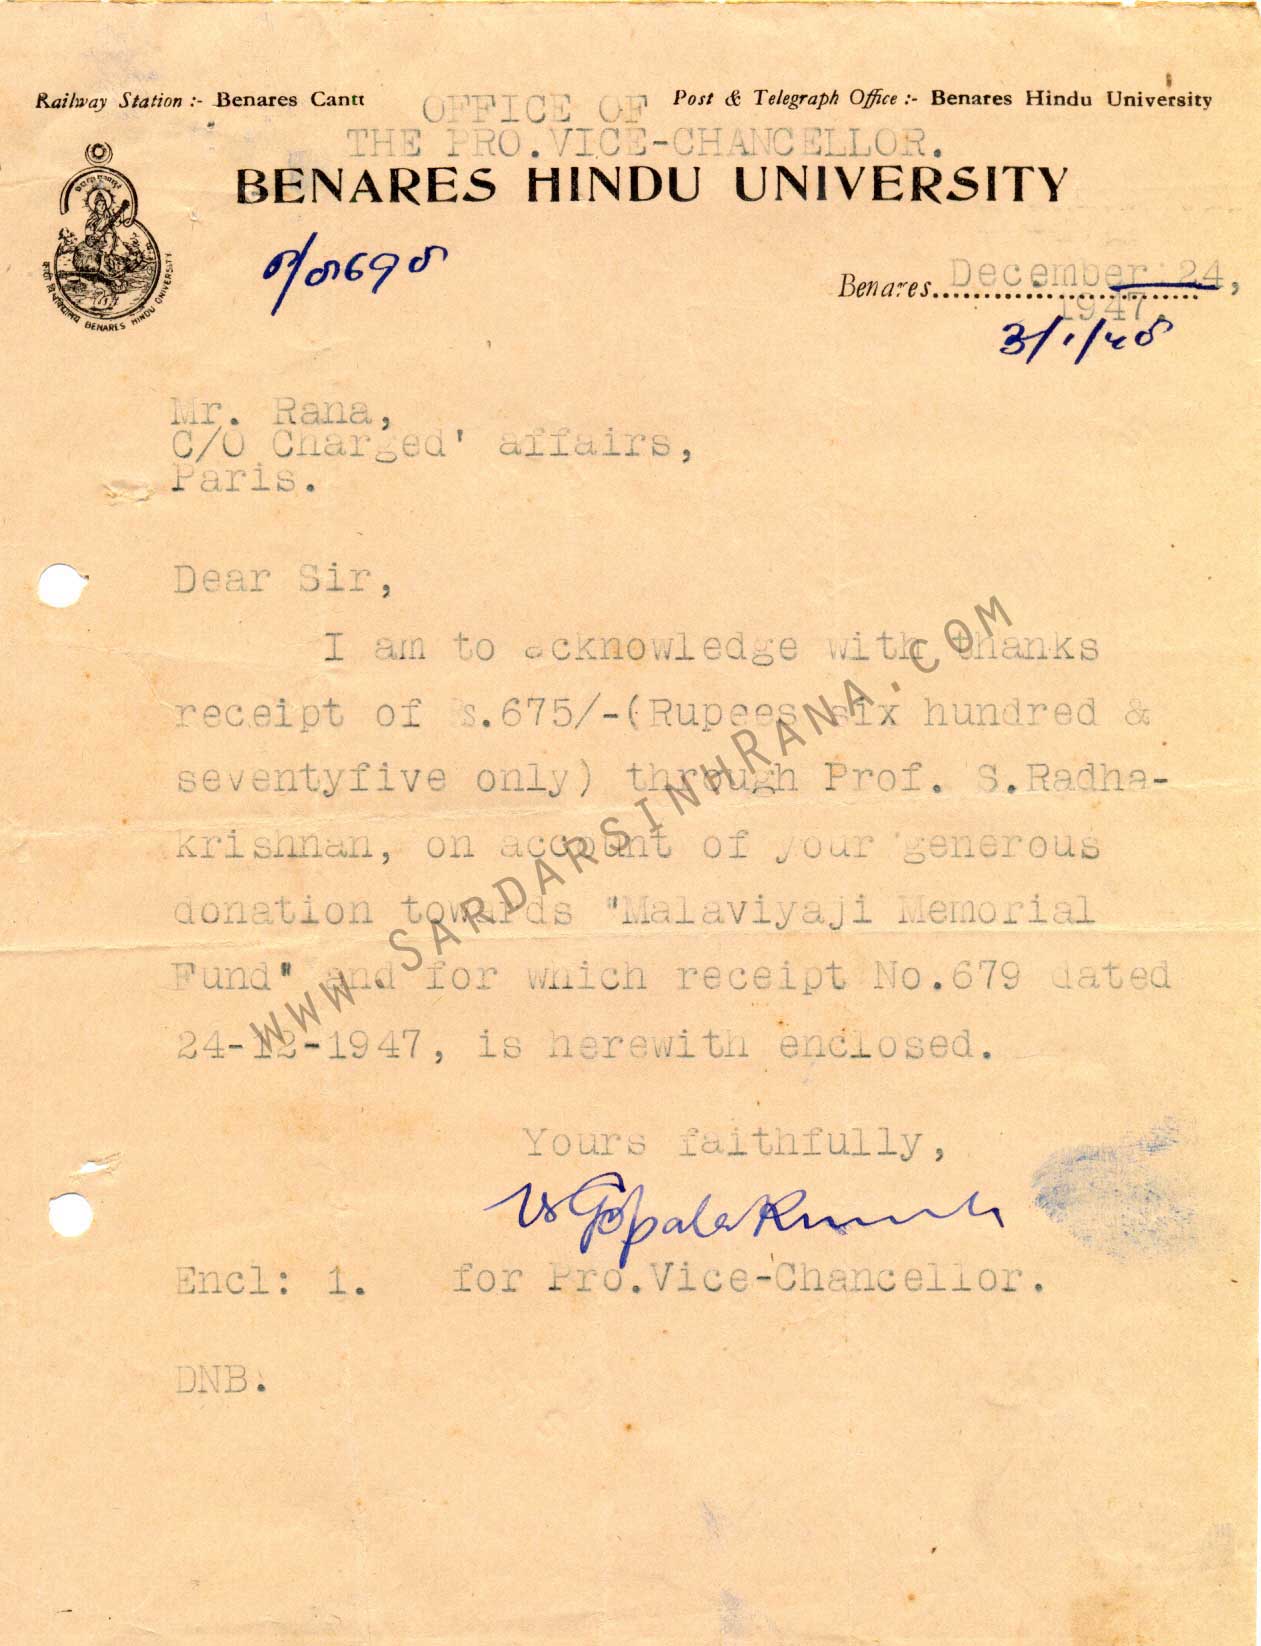 Railway Station :- Benares Cantt
Post & Telegraph Office :- Benares Hindu University
OFFICE OF
THE PRO.VICE-CHANCELLOR.
BENARES HINDU UNIVERSITY
BENARES HINDU UNIVERSITY
Benares December 24,
1947.
3/1/48
Mr. Rana,
C/O Charged' affairs,
Paris.
Dear Sir,
I am to acknowledge with thanks
receipt of Rs.675/-(Rupees six hundred &
seventyfive only) through Prof. S.Radha-
krishnan, on account of your generous
donation towards "Malaviyaji Memorial
Fund" and for which receipt No.679 dated
24-12-1947, is herewith enclosed.
Yours faithfully,
Encl: 1. for Pro.Vice-Chancellor.
DNB.
www.SardarsinhRana.com